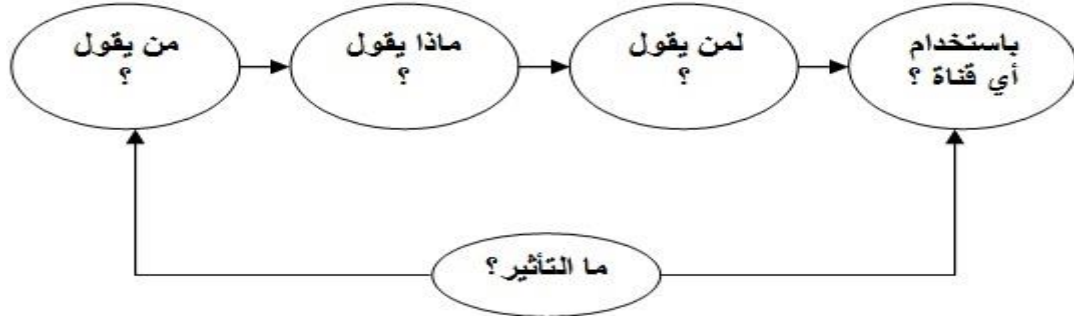 من يقول
؟
ماذا يقول
؟
لمن يقول
؟
باستخدام
أي قناة ؟
ما التأثير؟